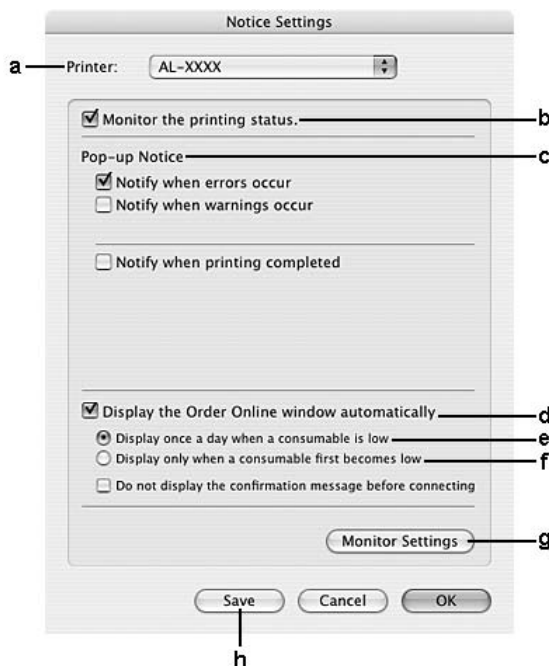 Notice Settings
a Printer: AL-XXXX
Monitor the printing status. b
Pop-up Notice c
Notify when errors occur
Notify when warnings occur
Notify when printing completed
Display the Order Online window automatically d
Display once a day when a consumable is low e
Display only when a consumable first becomes low f
Do not display the confirmation message before connecting
Monitor Settings g
Save Cancel OK
h